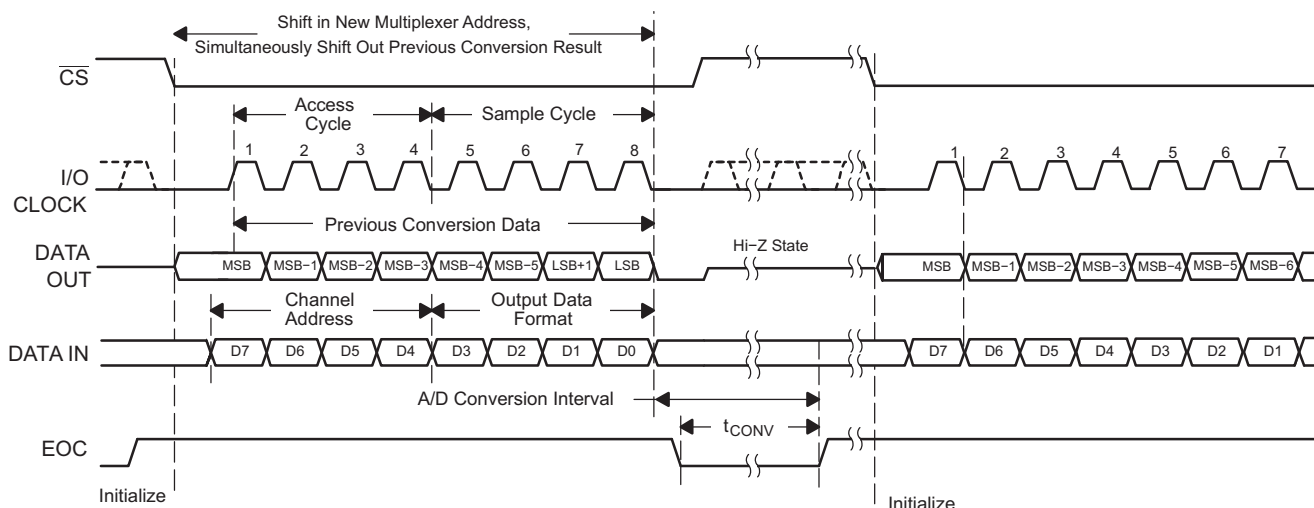 Shift in New Multiplexer Address,
Simultaneously Shift Out Previous Conversion Result
CS
Access
Cycle
Sample Cycle
I/O
CLOCK
1 2 3 4 5 6 7 8 1 2 3 4 5 6 7
Previous Conversion Data
DATA
OUT
MSB MSB−1 MSB−2 MSB−3 MSB−4 MSB−5 LSB+1 LSB
Hi−Z State
MSB MSB−1 MSB−2 MSB−3 MSB−4 MSB−5 MSB−6
Channel
Address
Output Data
Format
DATA IN
D7 D6 D5 D4 D3 D2 D1 D0 D7 D6 D5 D4 D3 D2 D1
A/D Conversion Interval
tCONV
EOC
Initialize
Initialize